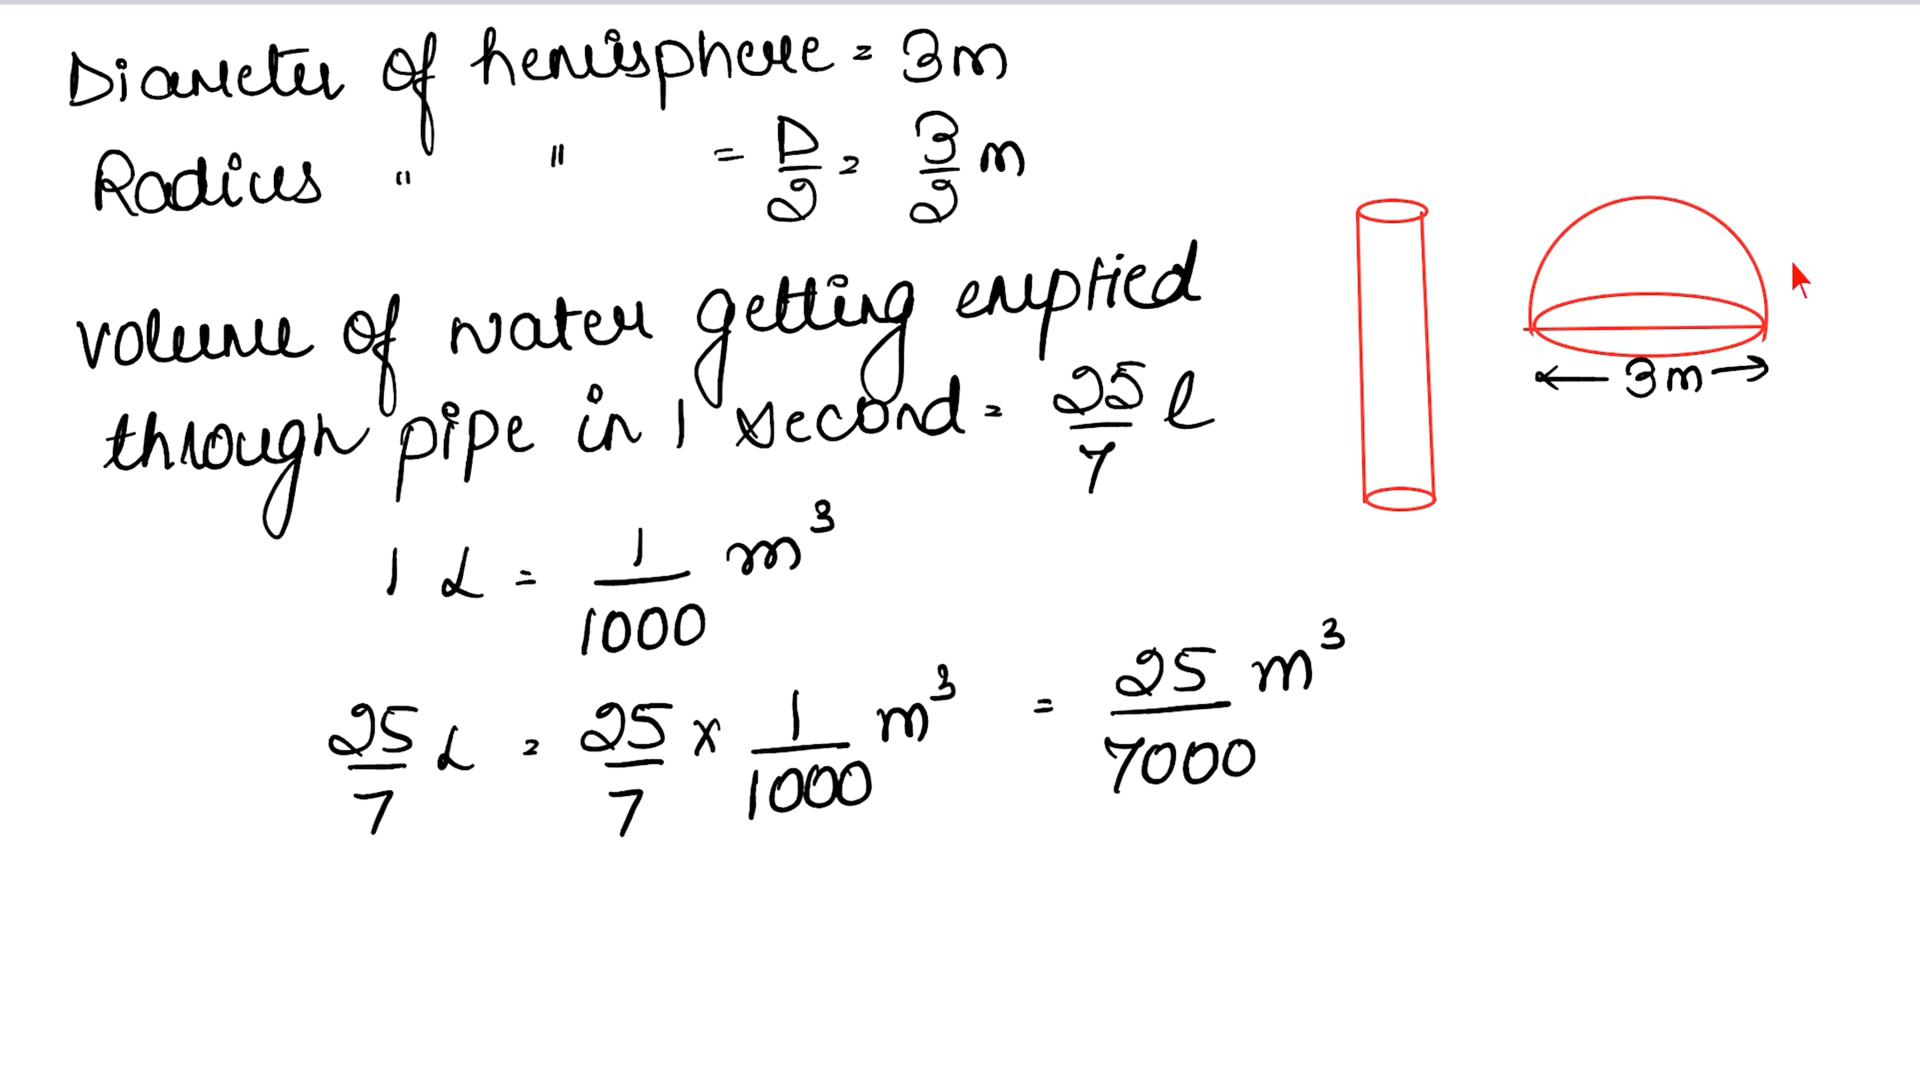 Diameter of hemisphere = 3m
Radius " " = D/2 = 3/2 m
volume of water getting emptied
through pipe in 1 second = 25/7 l
1 L = 1/1000 m³
25/7 L = 25/7 x 1/1000 m³ = 25/7000 m³
← 3m →